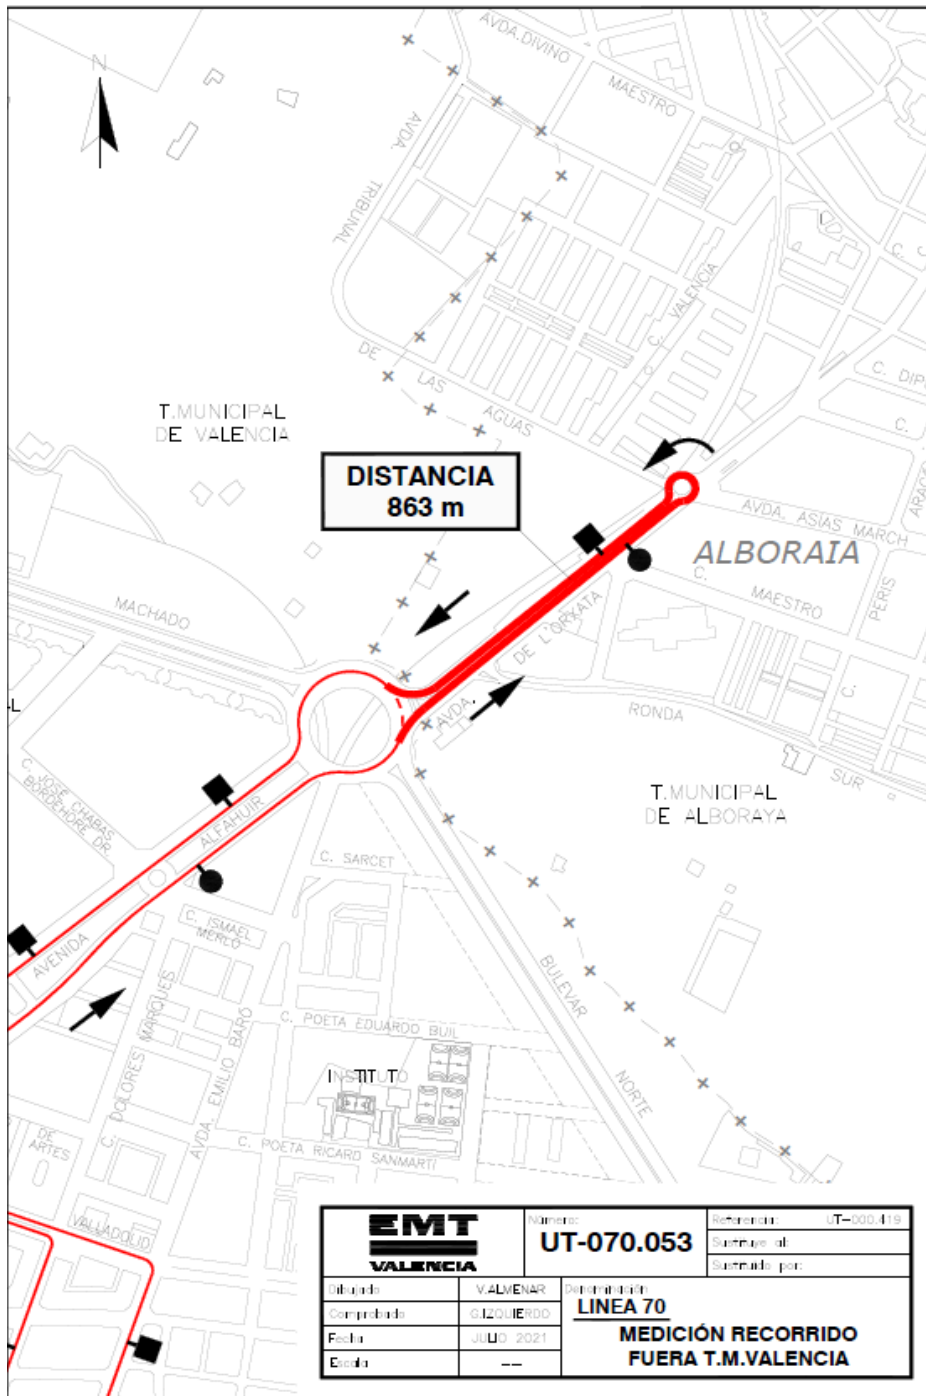 N
AVDA.DIVINO
MAESTRO
AVDA.
TRIBUNAL
DE LAS AGUAS
C. VALENCIA
C. C.
C. DIP
C.
ARAC
T.MUNICIPAL
DE VALENCIA
DISTANCIA
863 m
AVDA. ASIAS MARCH
ALBORAIA
C. MAESTRO
PERIS
C.
MACHADO
AVDA. DE L'ORXATA
RONDA SUR
AL
T.MUNICIPAL
DE ALBORAYA
C. JOSE CHABAS
BORDEHORE DR.
ALFAHUIR
C. SARCET
C. ISMAEL
MERLO
AVENIDA
BULEVAR
NORTE
C. DOLORES MARQUES
AVDA. EMILIO BARO
C. POETA EDUARDO BUIL
INSTITUTO
C. POETA RICARD SANMARTI
DE
ARTES
VALLADOLID
EMT
VALENCIA
Número:
UT-070.053
Referencia: UT-000.419
Sustituye al:
Sustituido por:
Dibujado V.ALMENAR
Comprobado G.IZQUIERDO
Fecha JULIO 2021
Escala --
Denominación
LINEA 70
MEDICIÓN RECORRIDO
FUERA T.M.VALENCIA